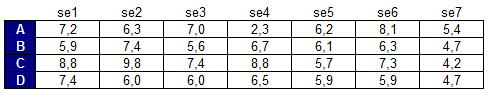 se1 se2 se3 se4 se5 se6 se7
A 7,2 6,3 7,0 2,3 6,2 8,1 5,4
B 5,9 7,4 5,6 6,7 6,1 6,3 4,7
C 8,8 9,8 7,4 8,8 5,7 7,3 4,2
D 7,4 6,0 6,0 6,5 5,9 5,9 4,7